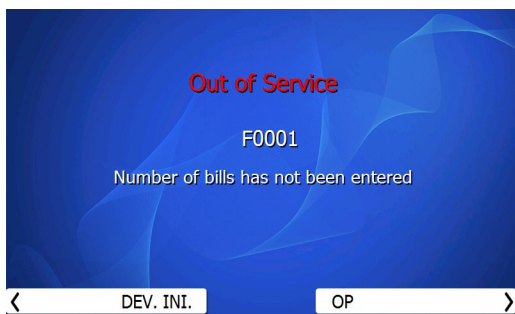 Out of Service
F0001
Number of bills has not been entered
DEV. INI.
OP